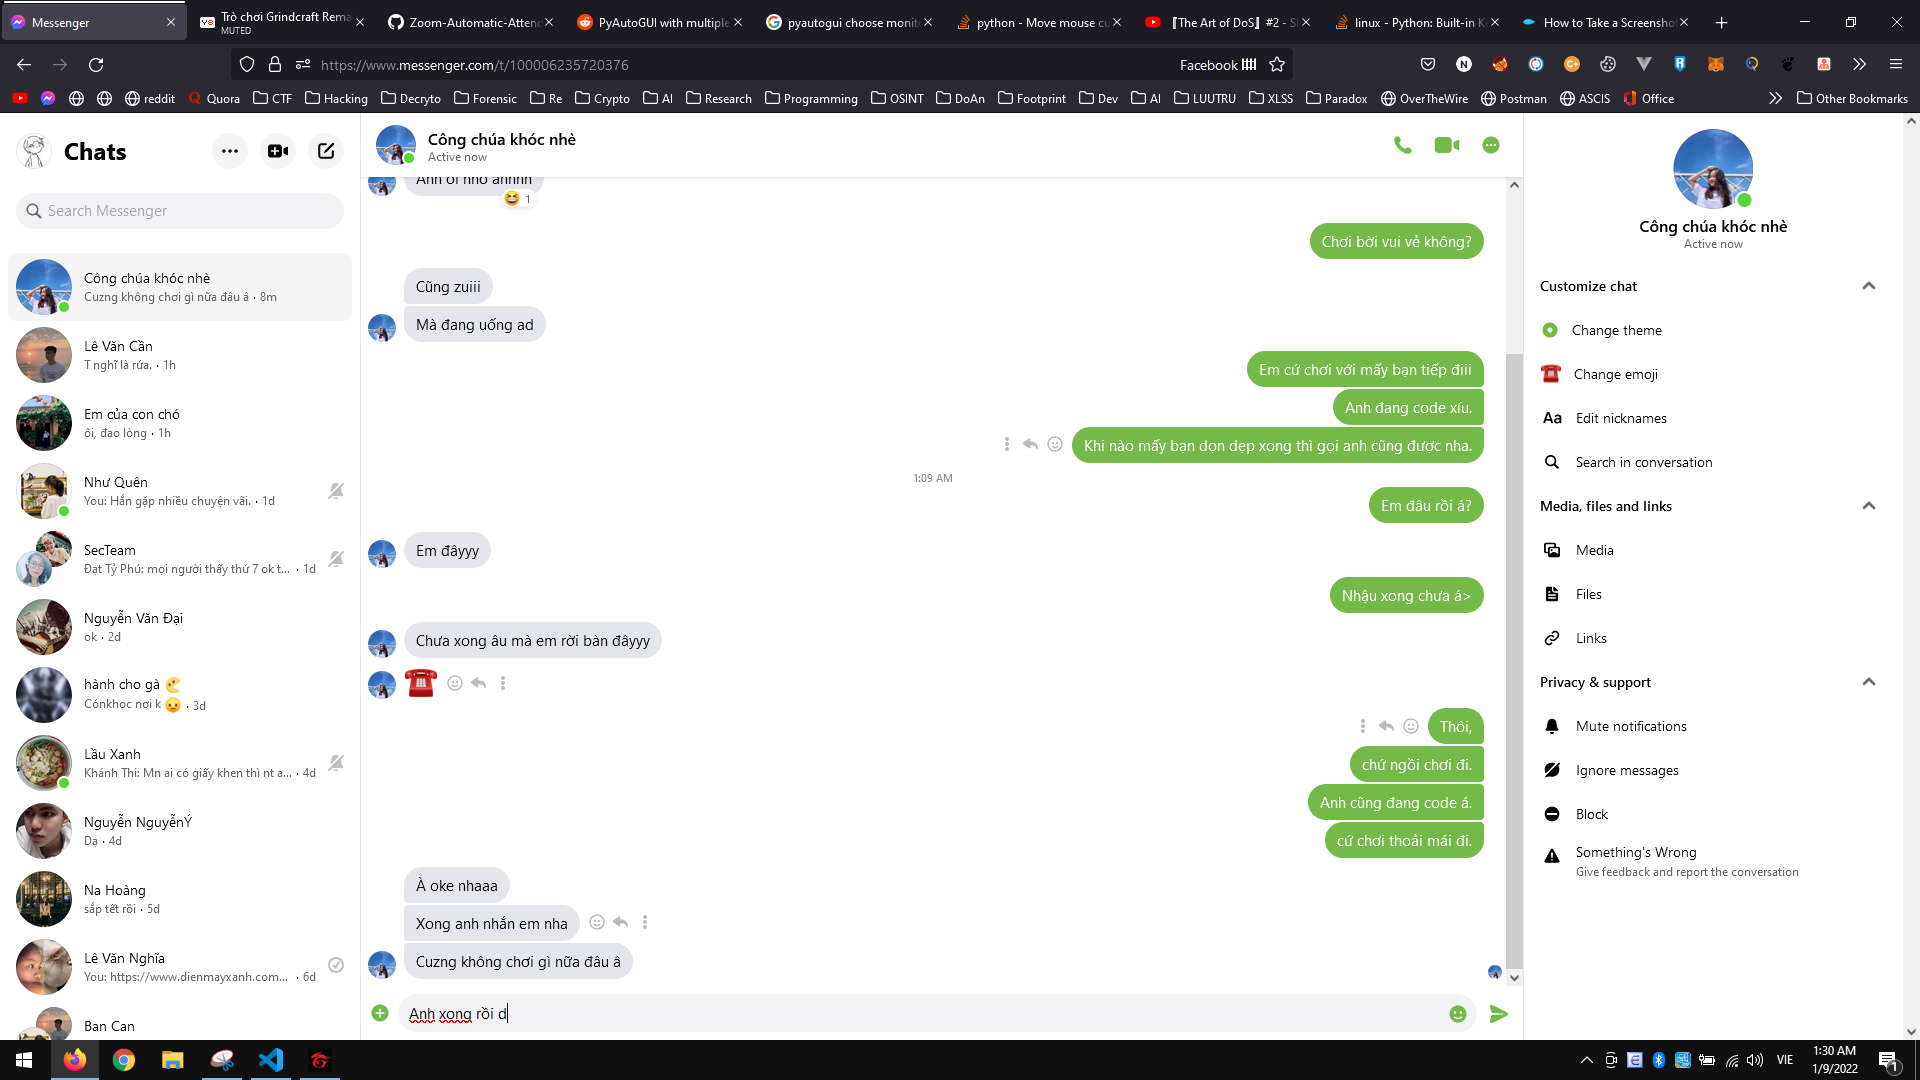 Messenger
Trò chơi Grindcraft Rema
MUTED
Zoom-Automatic-Atten
PyAutoGUI with multiple
pyautogui choose monito
python - Move mouse cu
『The Art of DoS』 #2 - S
linux - Python: Built-in K
How to Take a Screensho
https://www.messenger.com/t/100006235720376
Facebook
reddit
Quora
CTF
Hacking
Decryto
Forensic
Re
Crypto
AI
Research
Programming
OSINT
DoAn
Footprint
Dev
AI
LUUTRU
XLSS
Paradox
OverTheWire
Postman
ASCIS
Office
Other Bookmarks
Chats
Search Messenger
Công chúa khóc nhè
Cuzng không chơi gì nữa đâu â · 8m
Lê Văn Cần
T nghĩ là rứa. · 1h
Em của con chó
ôi, đao lòng · 1h
Như Quên
You: Hắn gặp nhiều chuyện vãi. · 1d
SecTeam
Đạt Tỷ Phú: mọi người thấy thứ 7 ok t... · 1d
Nguyễn Văn Đại
ok · 2d
hành cho gà
Cónkhoc nơi k 😣 · 3d
Lầu Xanh
Khánh Thi: Mn ai có giấy khen thì nt a... · 4d
Nguyễn NguyễnÝ
Dạ · 4d
Na Hoàng
sắp tết rồi · 5d
Lê Văn Nghĩa
You: https://www.dienmayxanh.com... · 6d
Ban Can
Công chúa khóc nhè
Active now
Anh ơi nhớ anhhh
😆 1
Chơi bời vui vẻ không?
Cũng zuiii
Mà đang uống ad
Em cứ chơi với mấy bạn tiếp điii
Anh đang code xíu.
Khi nào mấy bạn dọn dẹp xong thì gọi anh cũng được nha.
1:09 AM
Em đâu rồi á?
Em đâyyy
Nhậu xong chưa á>
Chưa xong âu mà em rời bàn đâyyy
☎️
Thôi,
chứ ngồi chơi đi.
Anh cũng đang code á.
cứ chơi thoải mái đi.
À oke nhaaa
Xong anh nhắn em nha
Cuzng không chơi gì nữa đâu â
Anh xong rồi d
Công chúa khóc nhè
Active now
Customize chat
Change theme
Change emoji
Aa Edit nicknames
Search in conversation
Media, files and links
Media
Files
Links
Privacy & support
Mute notifications
Ignore messages
Block
Something's Wrong
Give feedback and report the conversation
VIE
1:30 AM
1/9/2022
1